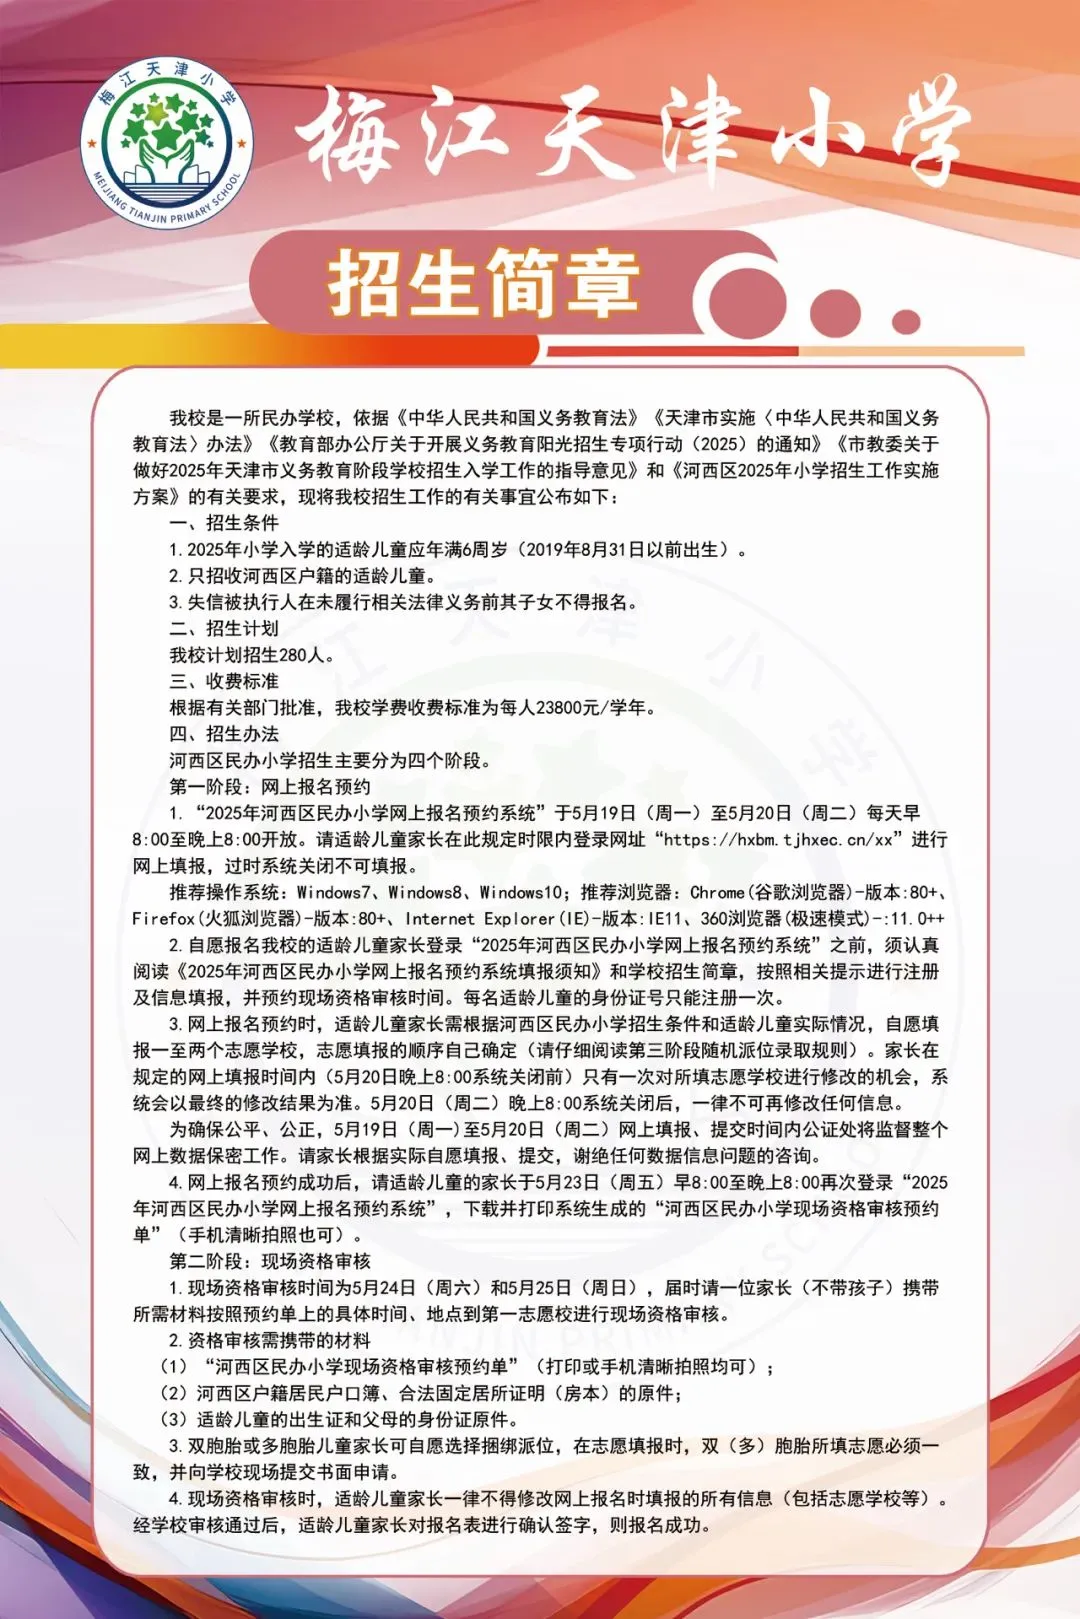 梅江天津小学
MEIJIANG TIANJIN PRIMARY SCHOOL
梅江天津小学
招生简章
我校是一所民办学校，依据《中华人民共和国义务教育法》《天津市实施〈中华人民共和国义务
教育法〉办法》《教育部办公厅关于开展义务教育阳光招生专项行动（2025）的通知》《市教委关于
做好2025年天津市义务教育阶段学校招生入学工作的指导意见》和《河西区2025年小学招生工作实施
方案》的有关要求，现将我校招生工作的有关事宜公布如下：
一、招生条件
1.2025年小学入学的适龄儿童应年满6周岁（2019年8月31日以前出生）。
2.只招收河西区户籍的适龄儿童。
3.失信被执行人在未履行相关法律义务前其子女不得报名。
二、招生计划
我校计划招生280人。
三、收费标准
根据有关部门批准，我校学费收费标准为每人23800元/学年。
四、招生办法
河西区民办小学招生主要分为四个阶段。
第一阶段：网上报名预约
1.“2025年河西区民办小学网上报名预约系统”于5月19日（周一）至5月20日（周二）每天早
8:00至晚上8:00开放。请适龄儿童家长在此规定时限内登录网址“https://hxbm.tjhxec.cn/xx”进行
网上填报，过时系统关闭不可填报。
推荐操作系统：Windows7、Windows8、Windows10；推荐浏览器：Chrome(谷歌浏览器)-版本:80+、
Firefox(火狐浏览器)-版本:80+、Internet Explorer(IE)-版本:IE11、360浏览器(极速模式)-:11.0++
2.自愿报名我校的适龄儿童家长登录“2025年河西区民办小学网上报名预约系统”之前，须认真
阅读《2025年河西区民办小学网上报名预约系统填报须知》和学校招生简章，按照相关提示进行注册
及信息填报，并预约现场资格审核时间。每名适龄儿童的身份证号只能注册一次。
3.网上报名预约时，适龄儿童家长需根据河西区民办小学招生条件和适龄儿童实际情况，自愿填
报一至两个志愿学校，志愿填报的顺序自己确定（请仔细阅读第三阶段随机派位录取规则）。家长在
规定的网上填报时间内（5月20日晚上8:00系统关闭前）只有一次对所填志愿学校进行修改的机会，系
统会以最终的修改结果为准。5月20日（周二）晚上8:00系统关闭后，一律不可再修改任何信息。
为确保公平、公正，5月19日（周一)至5月20日（周二）网上填报、提交时间内公证处将监督整个
网上数据保密工作。请家长根据实际自愿填报、提交，谢绝任何数据信息问题的咨询。
4.网上报名预约成功后，请适龄儿童的家长于5月23日（周五）早8:00至晚上8:00再次登录“2025
年河西区民办小学网上报名预约系统”，下载并打印系统生成的“河西区民办小学现场资格审核预约
单”（手机清晰拍照也可）。
第二阶段：现场资格审核
1.现场资格审核时间为5月24日（周六）和5月25日（周日），届时请一位家长（不带孩子）携带
所需材料按照预约单上的具体时间、地点到第一志愿校进行现场资格审核。
2.资格审核需携带的材料
（1）“河西区民办小学现场资格审核预约单”（打印或手机清晰拍照均可）；
（2）河西区户籍居民户口簿、合法固定居所证明（房本）的原件；
（3）适龄儿童的出生证和父母的身份证原件。
3.双胞胎或多胞胎儿童家长可自愿选择捆绑派位，在志愿填报时，双（多）胞胎所填志愿必须一
致，并向学校现场提交书面申请。
4.现场资格审核时，适龄儿童家长一律不得修改网上报名时填报的所有信息（包括志愿学校等）。
经学校审核通过后，适龄儿童家长对报名表进行确认签字，则报名成功。